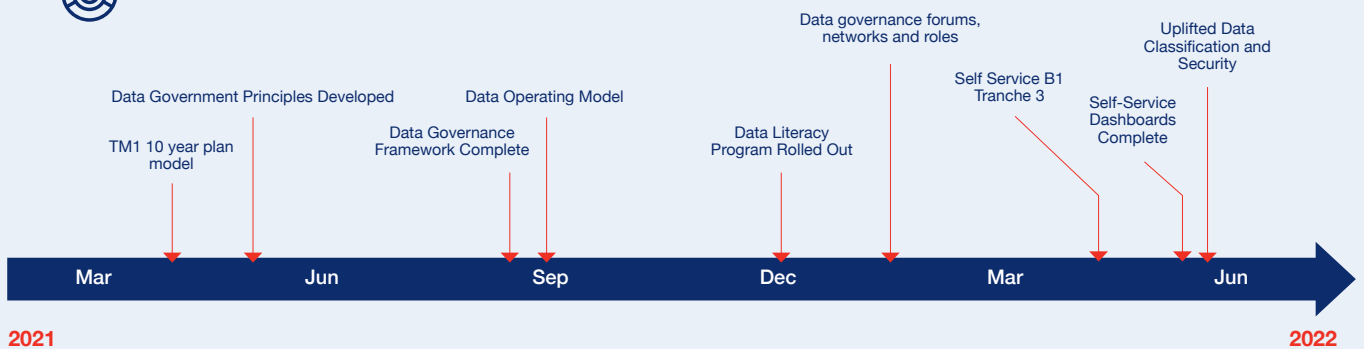 Data governance forums,
networks and roles
Uplifted Data
Classification and
Security
Self Service B1
Tranche 3
Data Government Principles Developed
Data Operating Model
Self-Service
Dashboards
Complete
TM1 10 year plan
model
Data Governance
Framework Complete
Data Literacy
Program Rolled Out
Mar
Jun
Sep
Dec
Mar
Jun
2021
2022